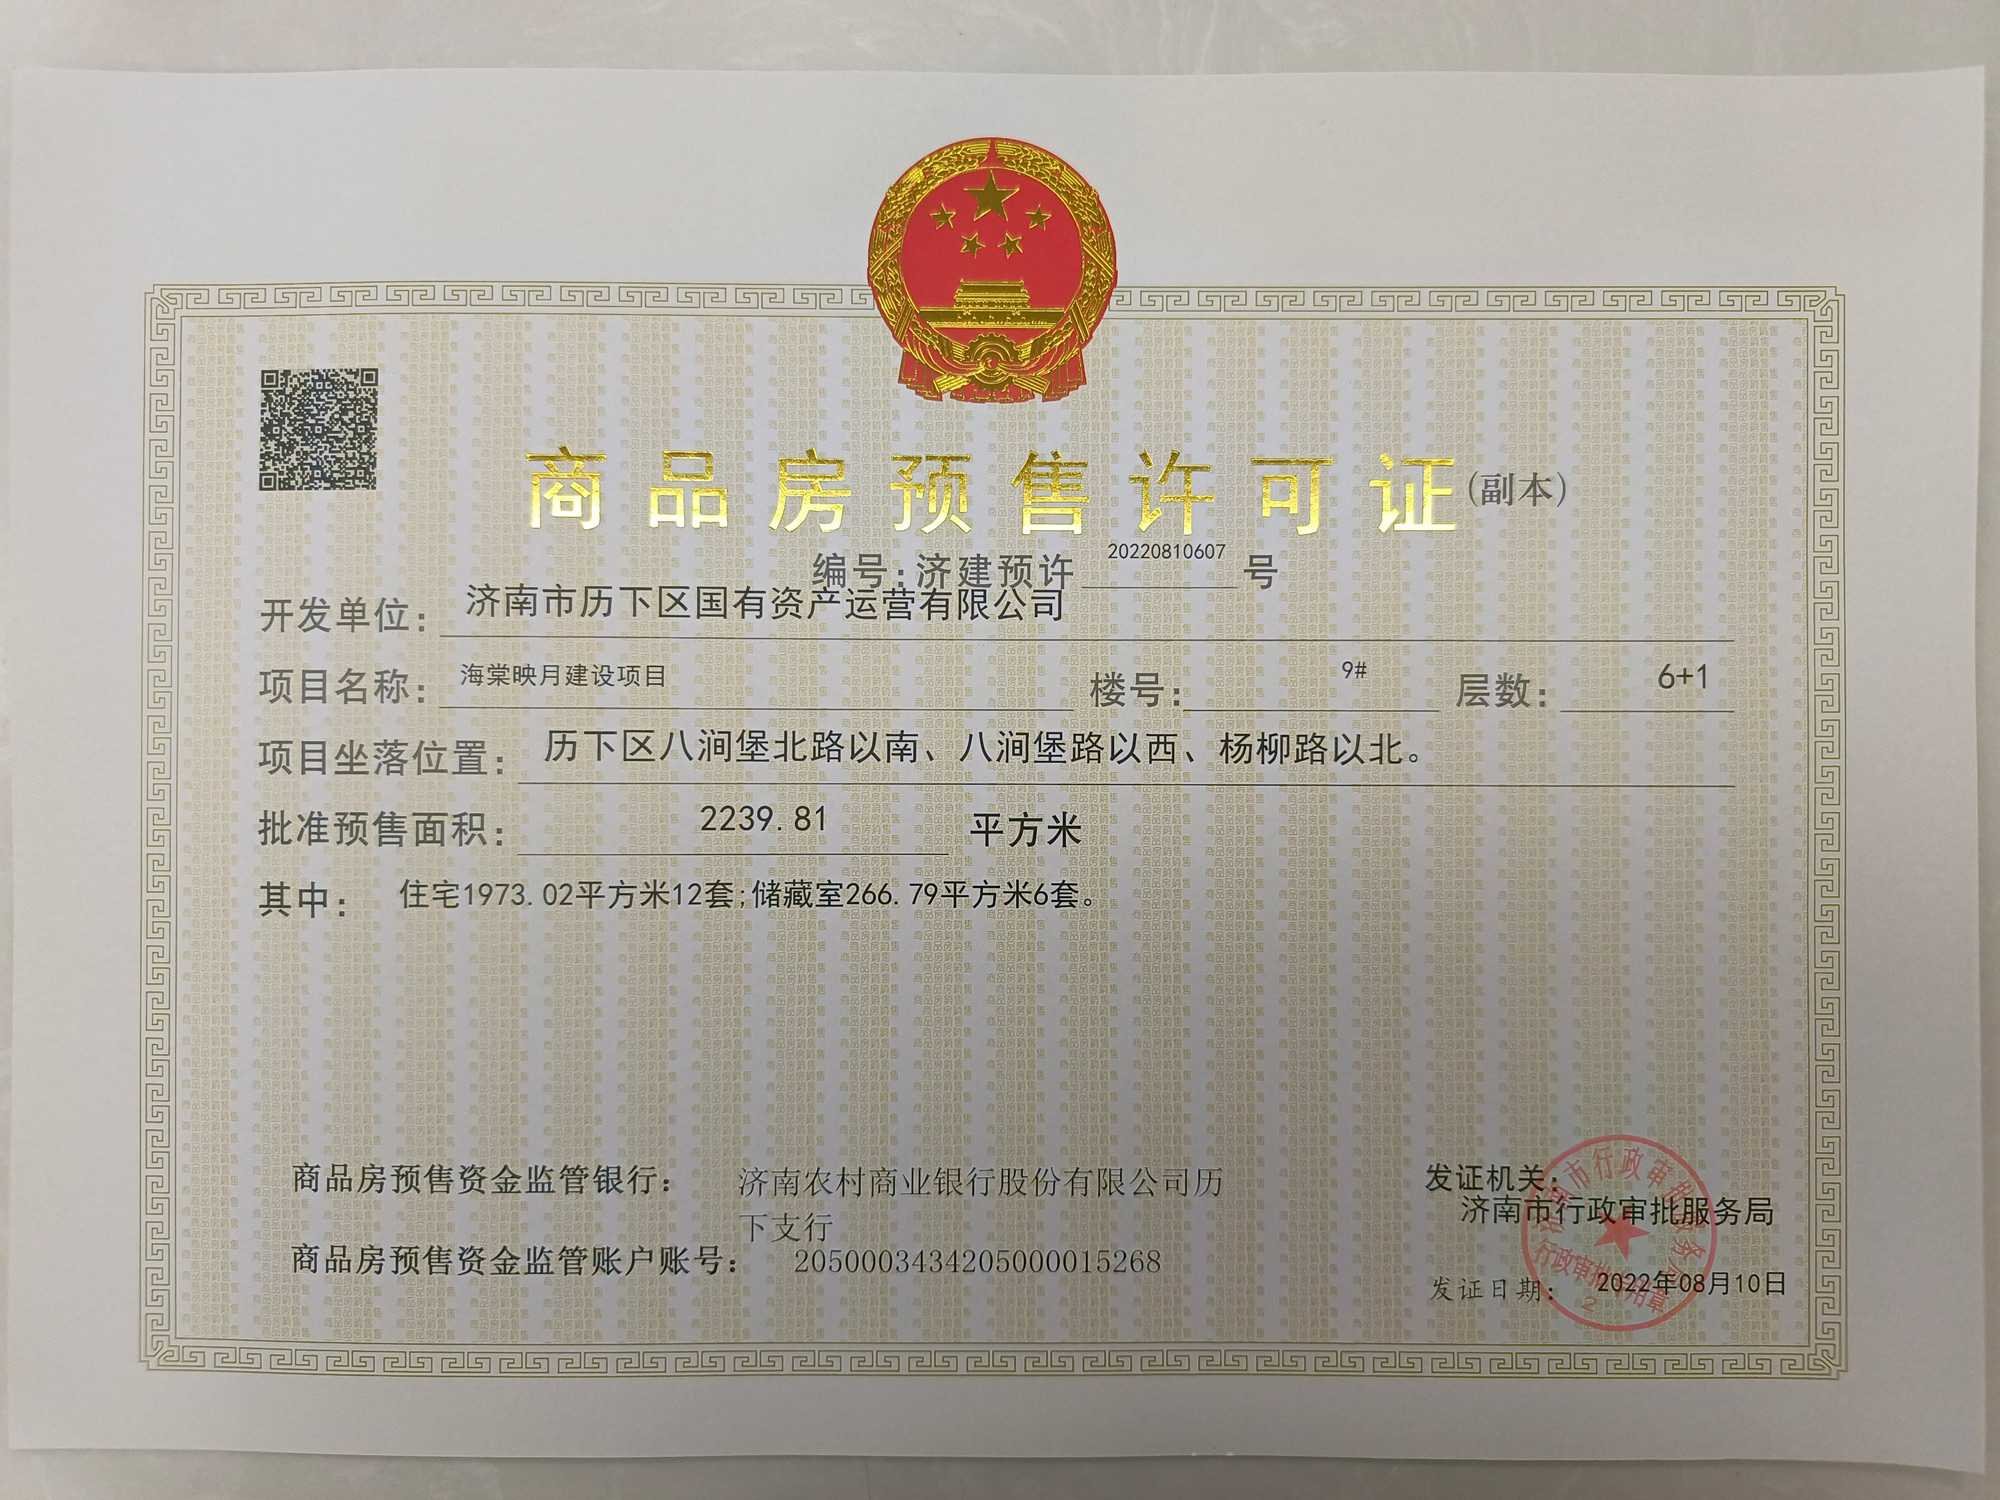 商品房预售许可证(副本)
编号:济建预许 20220810607 号
开发单位: 济南市历下区国有资产运营有限公司
项目名称: 海棠映月建设项目 楼号: 9# 层数: 6+1
项目坐落位置: 历下区八涧堡北路以南、八涧堡路以西、杨柳路以北。
批准预售面积: 2239.81 平方米
其中: 住宅1973.02平方米12套;储藏室266.79平方米6套。
商品房预售资金监管银行: 济南农村商业银行股份有限公司历
下支行
商品房预售资金监管账户账号: 2050003434205000015268
发证机关:
济南市行政审批服务局
发证日期: 2022年08月10日